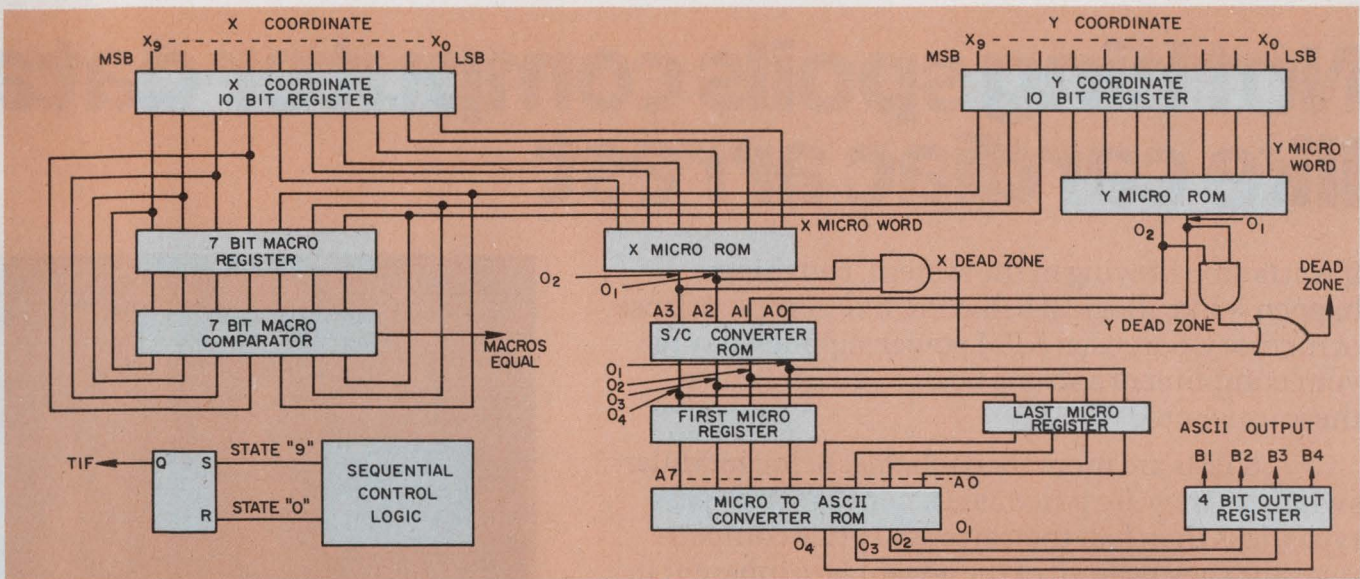 X COORDINATE
X9 X0
MSB LSB
X COORDINATE
10 BIT REGISTER
Y COORDINATE
X9 X0
MSB LSB
Y COORDINATE
10 BIT REGISTER
Y MICRO
WORD
Y MICRO ROM
O2 O1
7 BIT MACRO
REGISTER
X MICRO WORD
X MICRO ROM
O2
O1
X DEAD ZONE
DEAD
ZONE
Y DEAD ZONE
7 BIT MACRO
COMPARATOR
MACROS
EQUAL
A3 A2 A1 A0
S/C CONVERTER
ROM
O1
O2
O3
O4
FIRST MICRO
REGISTER
LAST MICRO
REGISTER
ASCII OUTPUT
B1 B2 B3 B4
4 BIT OUTPUT
REGISTER
TIF
Q S
R
STATE "9"
STATE "0"
SEQUENTIAL
CONTROL
LOGIC
A7 A0
MICRO TO ASCII
CONVERTER ROM
O4 O3 O2 O1